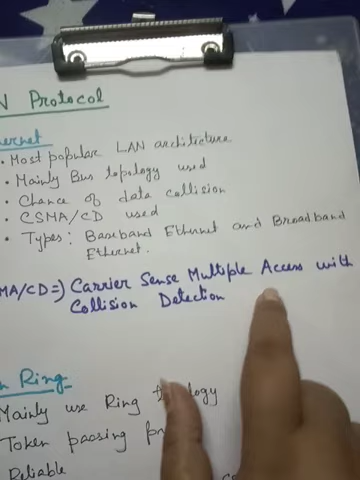 N Protocol
ernet
• Most popular LAN architecture
• Mainly Bus topology used
• Chance of data collision
• CSMA/CD used
• Types: Baseband Ethernet and Broadband
Ethernet.
MA/CD=) Carrier Sense Multiple Access with
Collision Detection
n Ring
Mainly use Ring
Token passing
Reliable